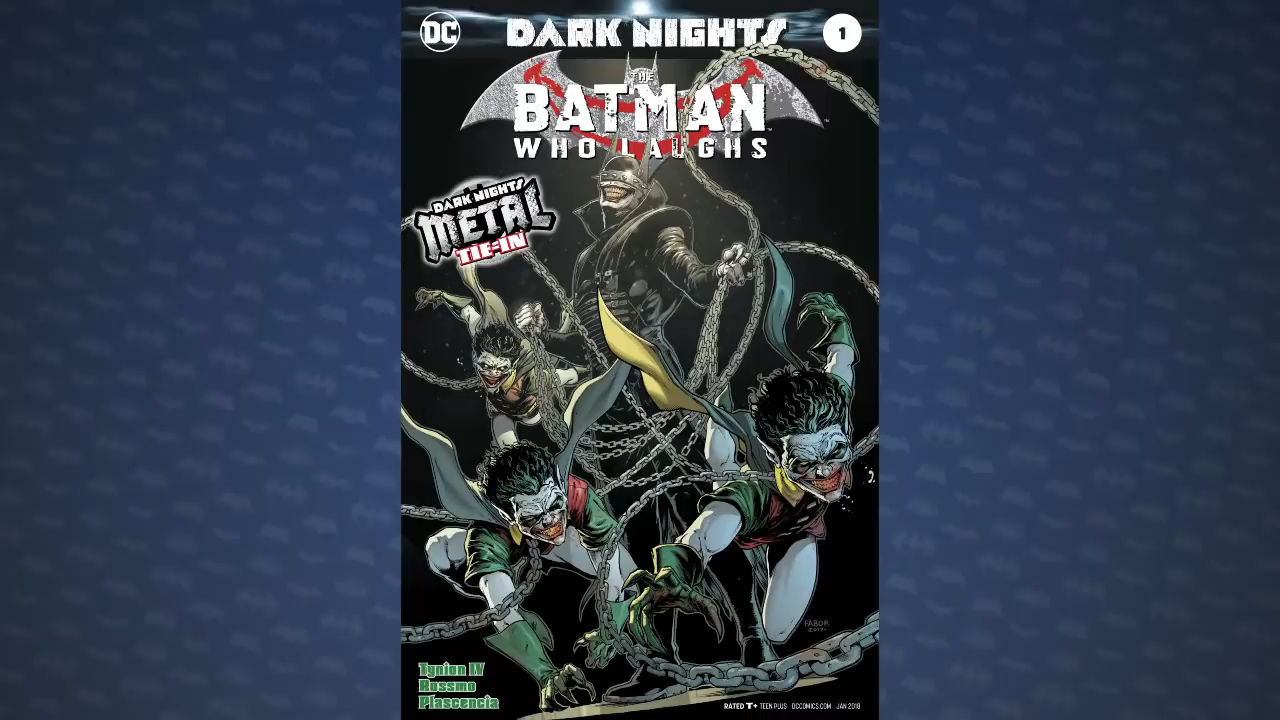 DC
DARK NIGHTS
1
THE
BATMAN
WHO LAUGHS
DARK NIGHTS
METAL
TIE-IN
FABOK
2017
Tynion IV
Rossmo
Plascencia
RATED T+ TEEN PLUS DCCOMICS.COM JAN 2018